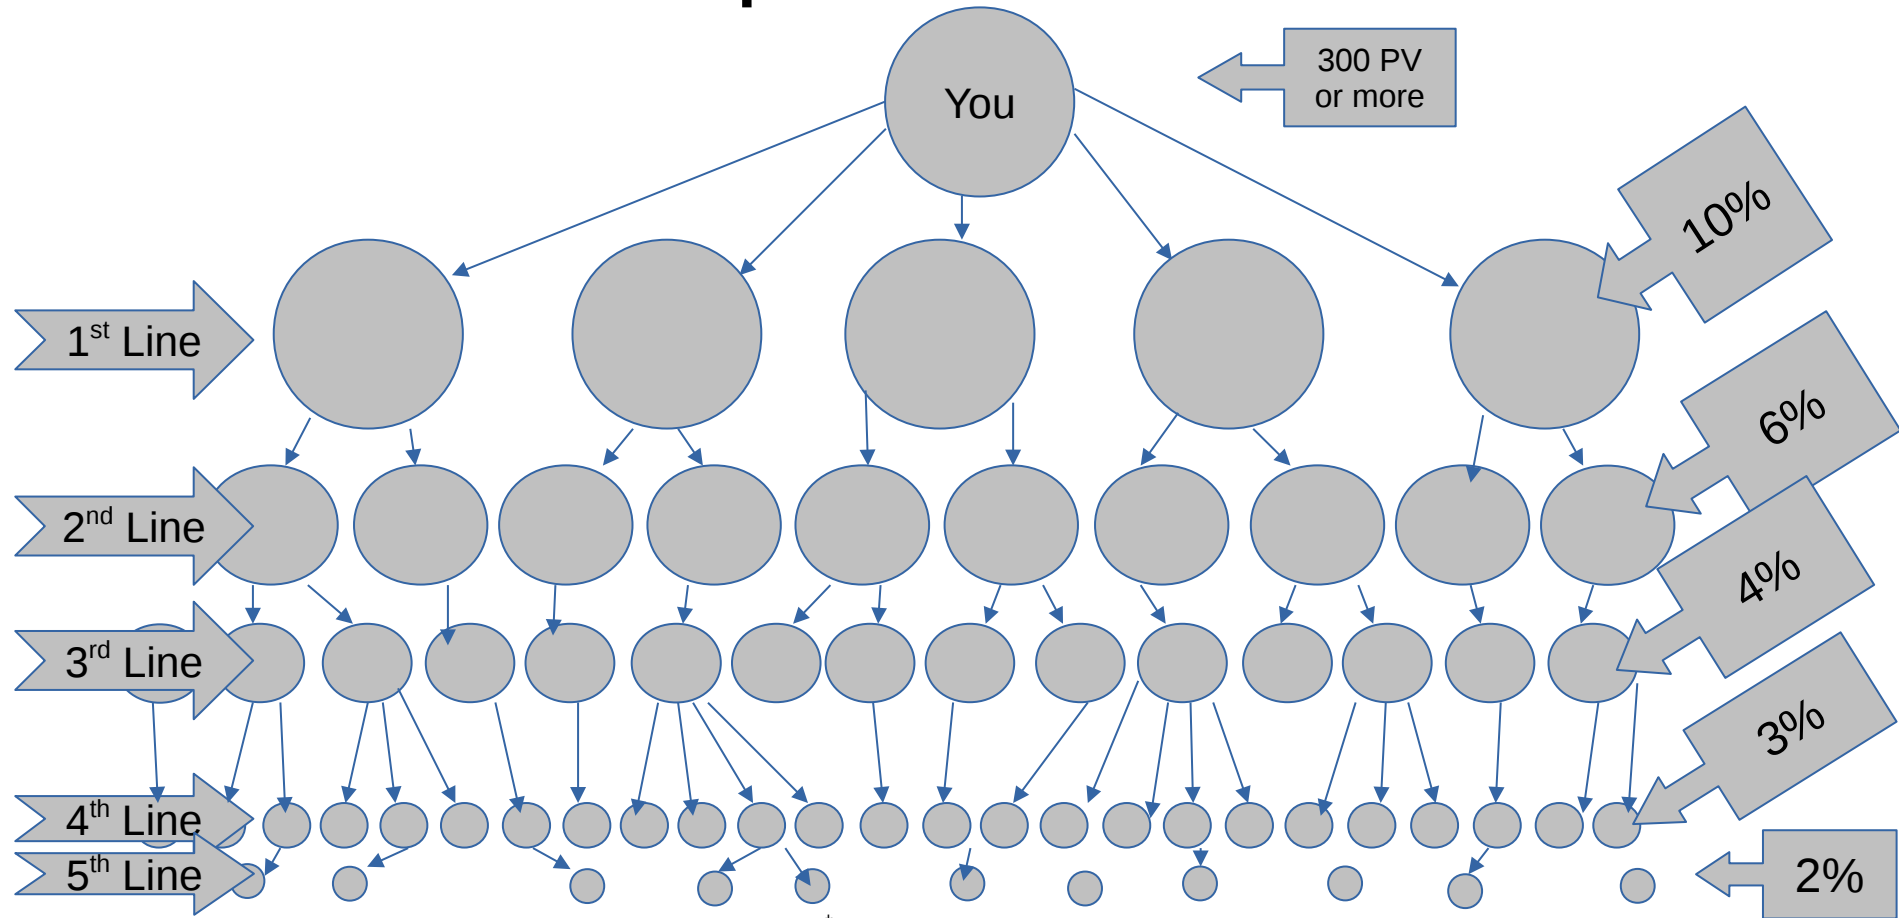 You
300 PV
or more
10%
1st Line
6%
2nd Line
4%
3rd Line
3%
4th Line
5th Line
2%